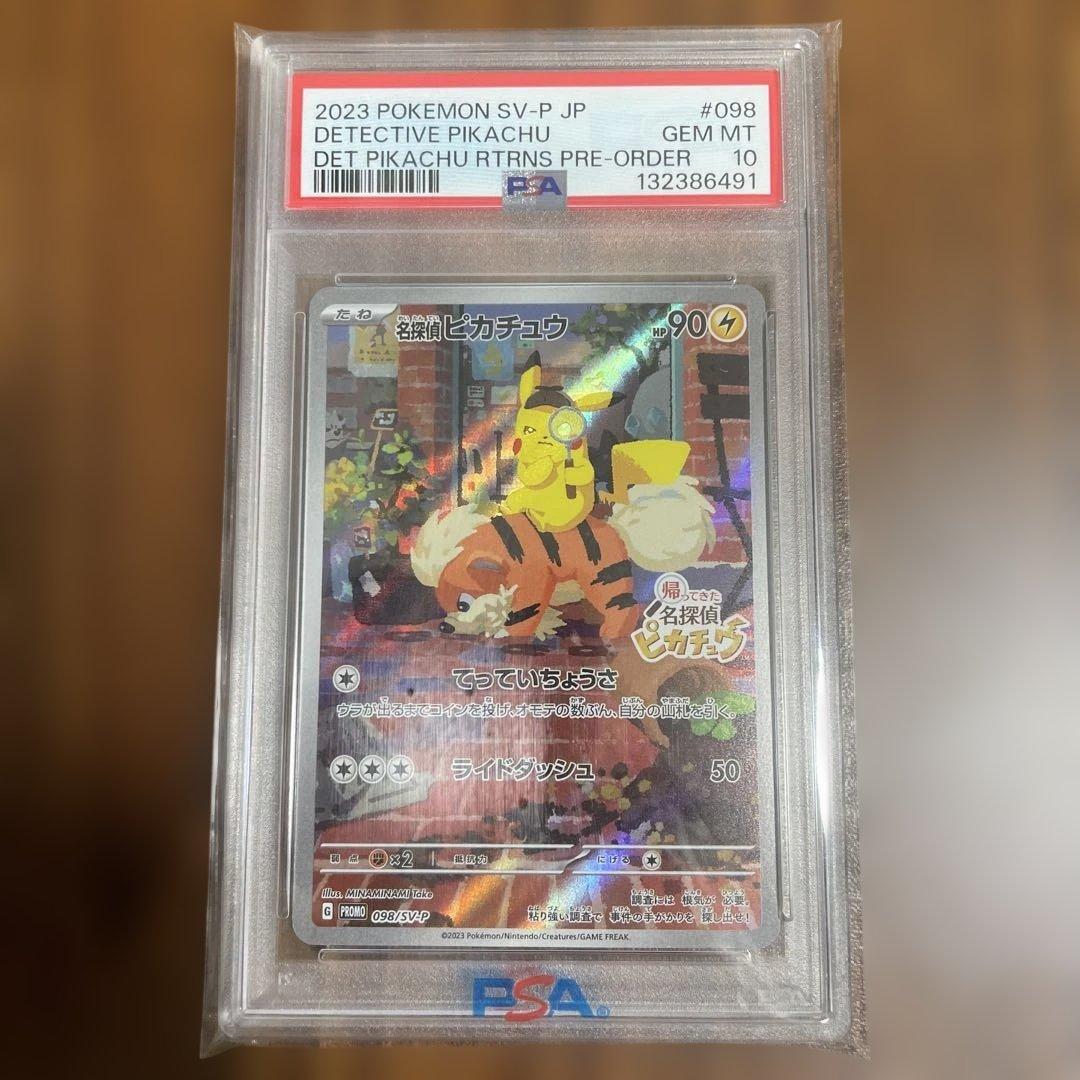 2023 POKEMON SV-P JP #098
DETECTIVE PIKACHU GEM MT
DET PIKACHU RTRNS PRE-ORDER 10
PSA 132386491
たね 名探偵ピカチュウ HP90
帰ってきた
名探偵
ピカチュウ
てっていちょうさ
ウラが出るまでコインを投げ、オモテの数ぶん、自分の山札を引く。
ライドダッシュ 50
弱点 ×2 抵抗力 にげる
Illus. MINAMINAMI Take
調査には 根気が 必要。
G PROMO 098/SV-P
粘り強い調査で 事件の手がかりを 探し出せ!
©2023 Pokémon/Nintendo/Creatures/GAME FREAK.
PSA®